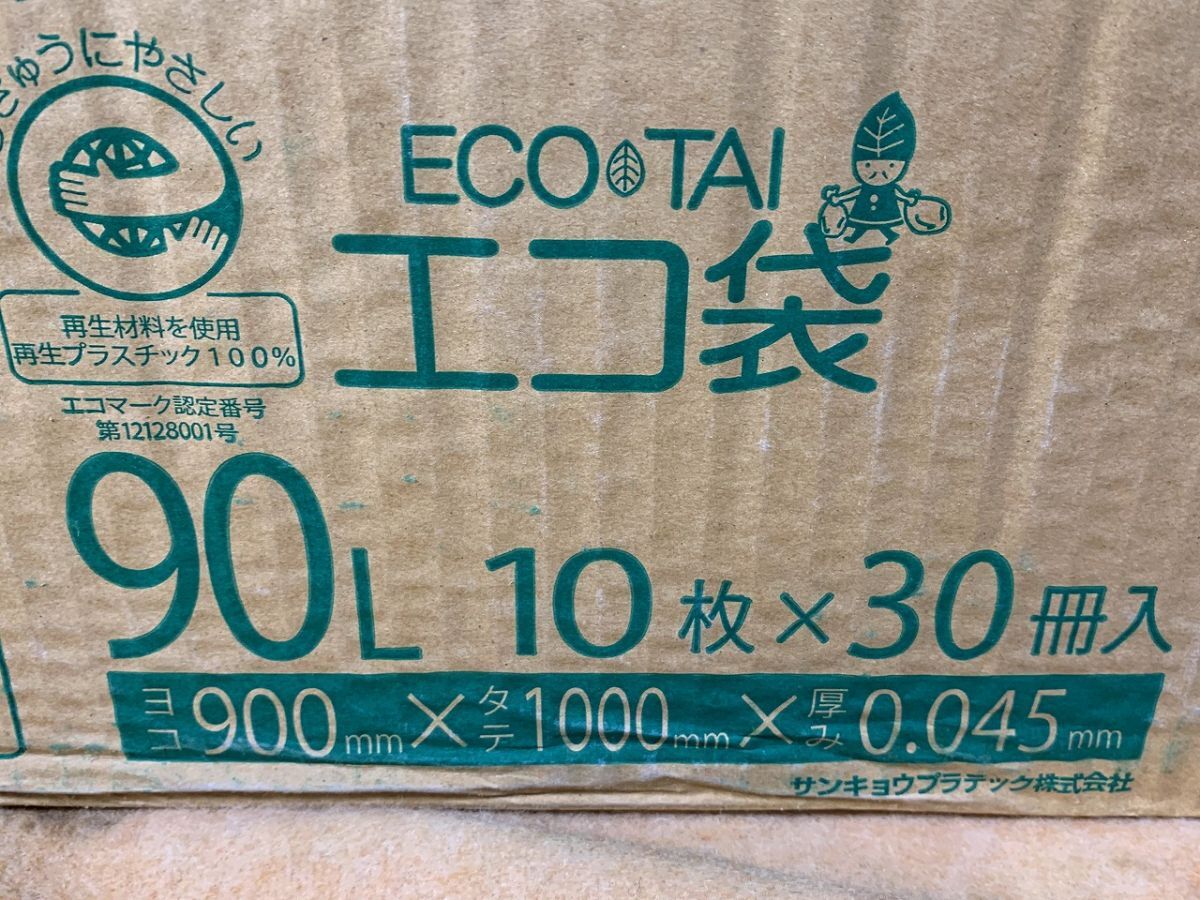 きゅうにやさしい
ECO TAI
エコ袋
再生材料を使用
再生プラスチック100%
エコマーク認定番号
第12128001号
90L 10枚×30冊入
ヨコ900mm×タテ1000mm×厚み0.045mm
サンキョウプラテック株式会社